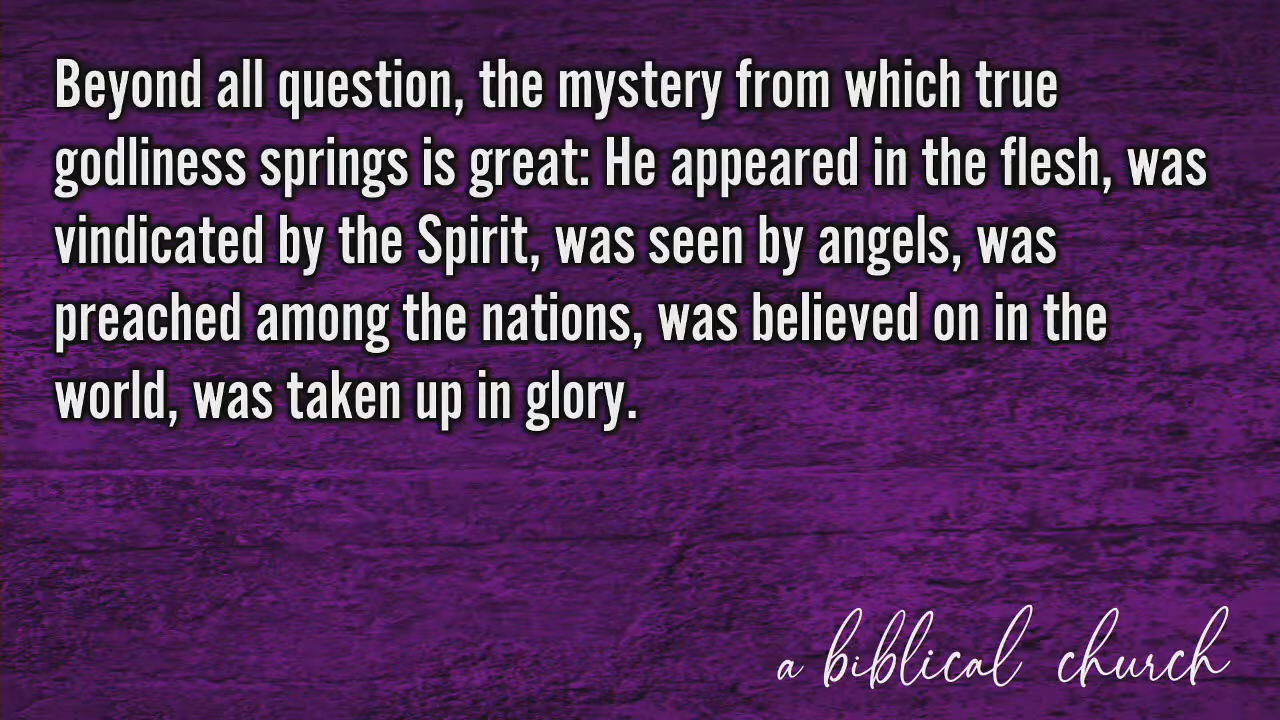 Beyond all question, the mystery from which true
godliness springs is great: He appeared in the flesh, was
vindicated by the Spirit, was seen by angels, was
preached among the nations, was believed on in the
world, was taken up in glory.
a biblical church